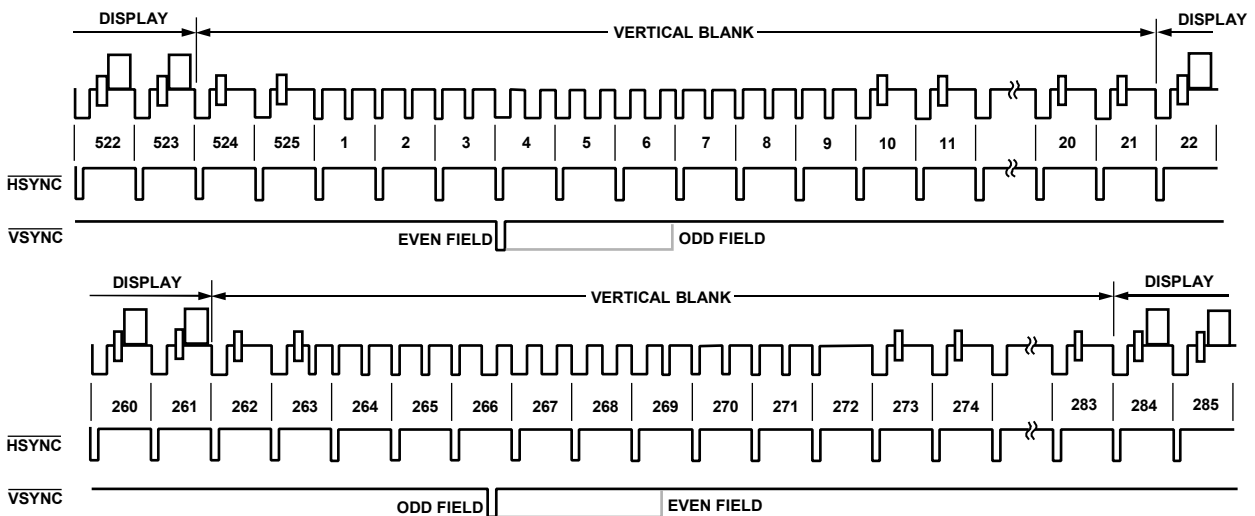 DISPLAY VERTICAL BLANK DISPLAY
522 523 524 525 1 2 3 4 5 6 7 8 9 10 11 20 21 22
HSYNC
VSYNC
EVEN FIELD ODD FIELD
DISPLAY VERTICAL BLANK DISPLAY
260 261 262 263 264 265 266 267 268 269 270 271 272 273 274 283 284 285
HSYNC
VSYNC
ODD FIELD EVEN FIELD